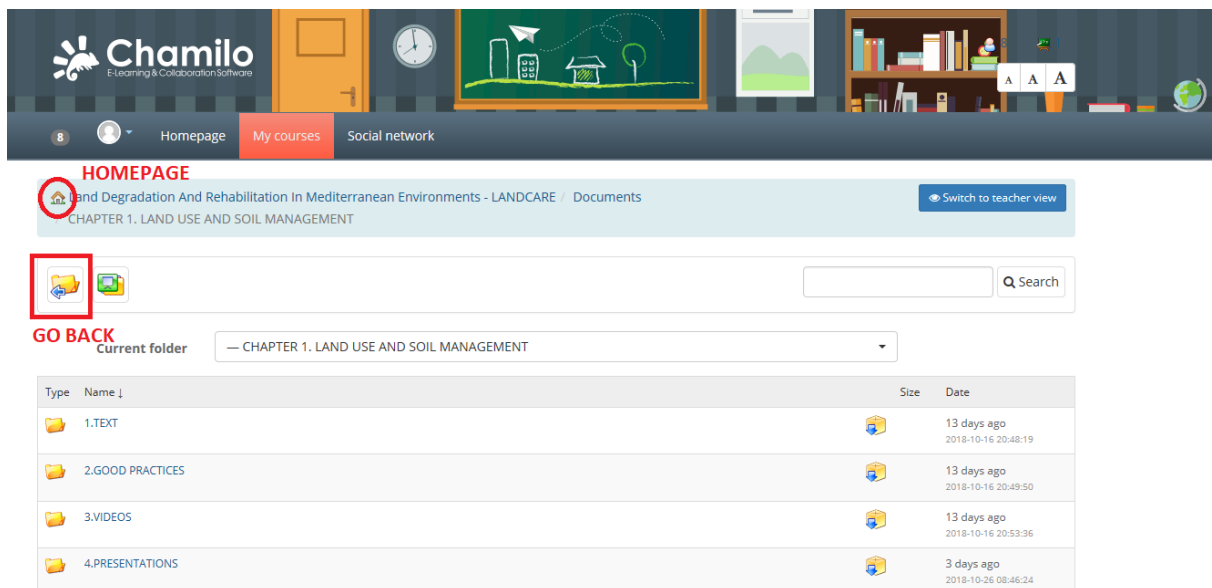 Chamilo
E-Learning & Collaboration Software
A A A
8 Homepage My courses Social network
HOMEPAGE
Land Degradation And Rehabilitation In Mediterranean Environments - LANDCARE / Documents
Switch to teacher view
CHAPTER 1. LAND USE AND SOIL MANAGEMENT
Search
GO BACK
Current folder — CHAPTER 1. LAND USE AND SOIL MANAGEMENT
Type Name ↓ Size Date
1.TEXT 13 days ago
2018-10-16 20:48:19
2.GOOD PRACTICES 13 days ago
2018-10-16 20:49:50
3.VIDEOS 13 days ago
2018-10-16 20:53:36
4.PRESENTATIONS 3 days ago
2018-10-26 08:46:24